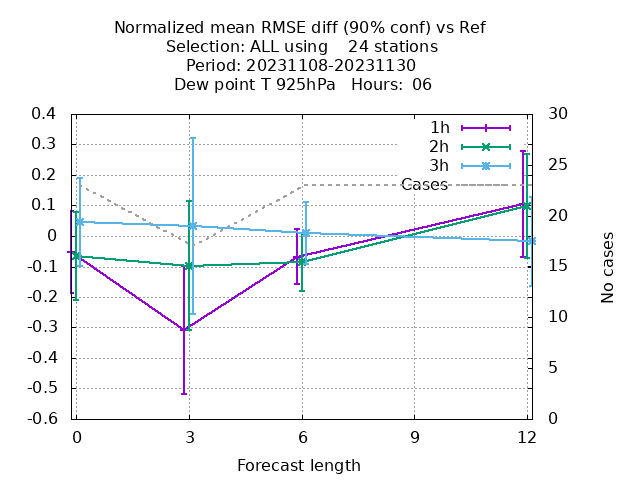 Normalized mean RMSE diff (90% conf) vs Ref
Selection: ALL using    24 stations
Period: 20231108-20231130
Dew point T 925hPa   Hours:  06
0.4
0.3
0.2
0.1
0
-0.1
-0.2
-0.3
-0.4
-0.5
-0.6
1h
2h
3h
Cases
30
25
20
15
10
5
0
No cases
0
3
6
9
12
Forecast length